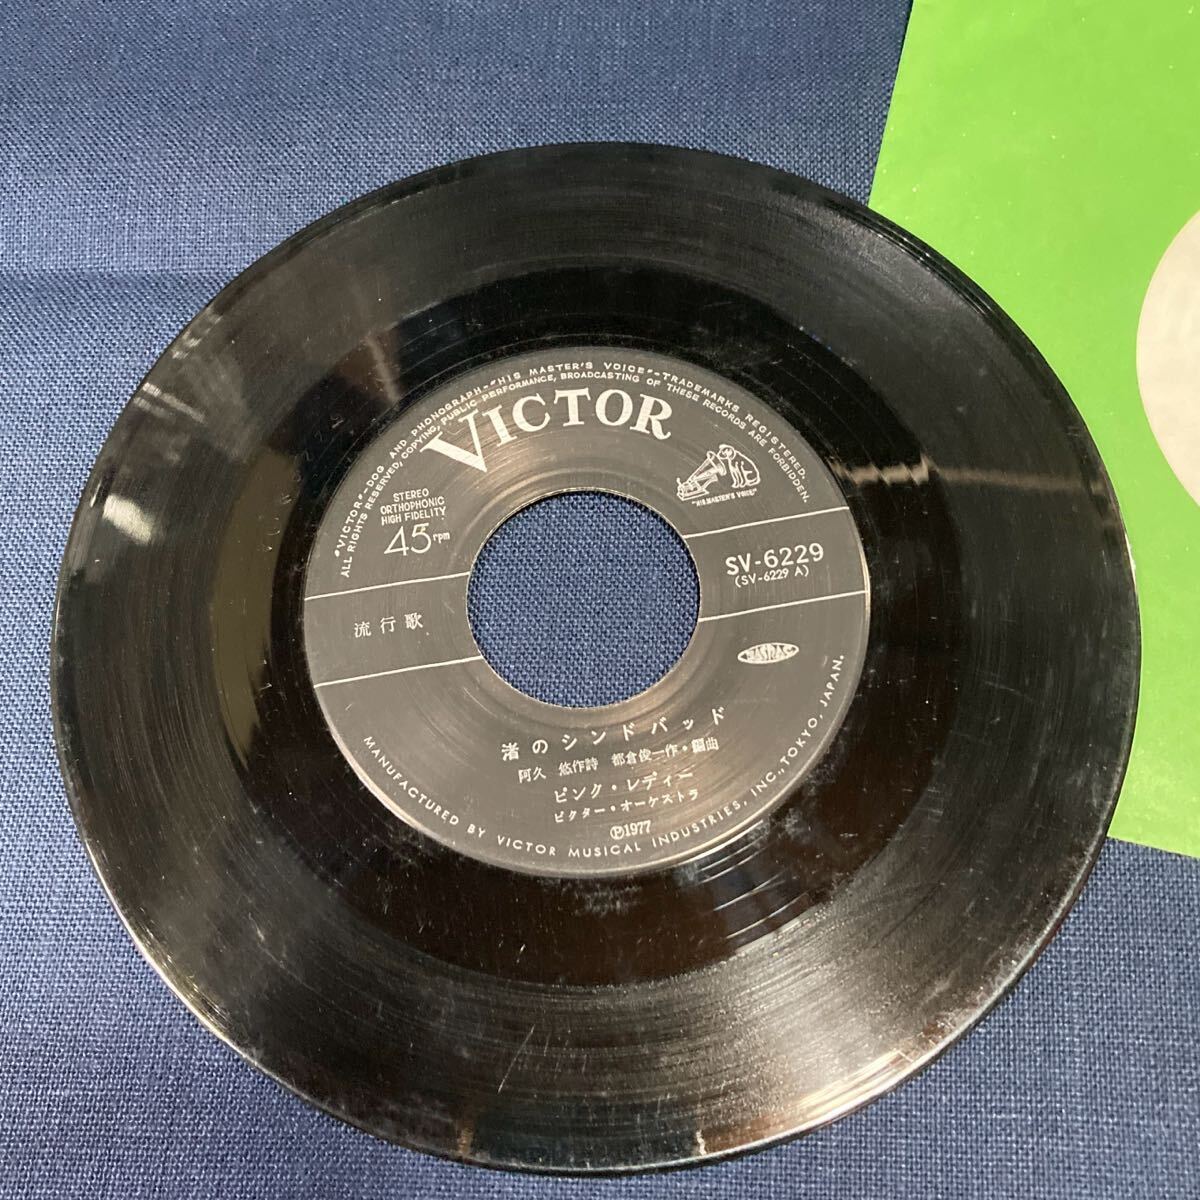 "VICTOR"-DOG AND PHONOGRAPH-"HIS MASTER'S VOICE"-TRADEMARKS REGISTERED.
ALL RIGHTS RESERVED, COPYING, PUBLIC PERFORMANCE, BROADCASTING OF THESE RECORDS ARE FORBIDDEN.
VICTOR
"HIS MASTER'S VOICE"
STEREO
ORTHOPHONIC
HIGH FIDELITY
45 rpm
SV-6229
(SV-6229 A)
流行歌
JASRAC
渚のシンドバッド
阿久 悠作詩 都倉俊一作・編曲
ピンク・レディー
ビクター・オーケストラ
Ⓟ1977
MANUFACTURED BY VICTOR MUSICAL INDUSTRIES, INC., TOKYO, JAPAN.